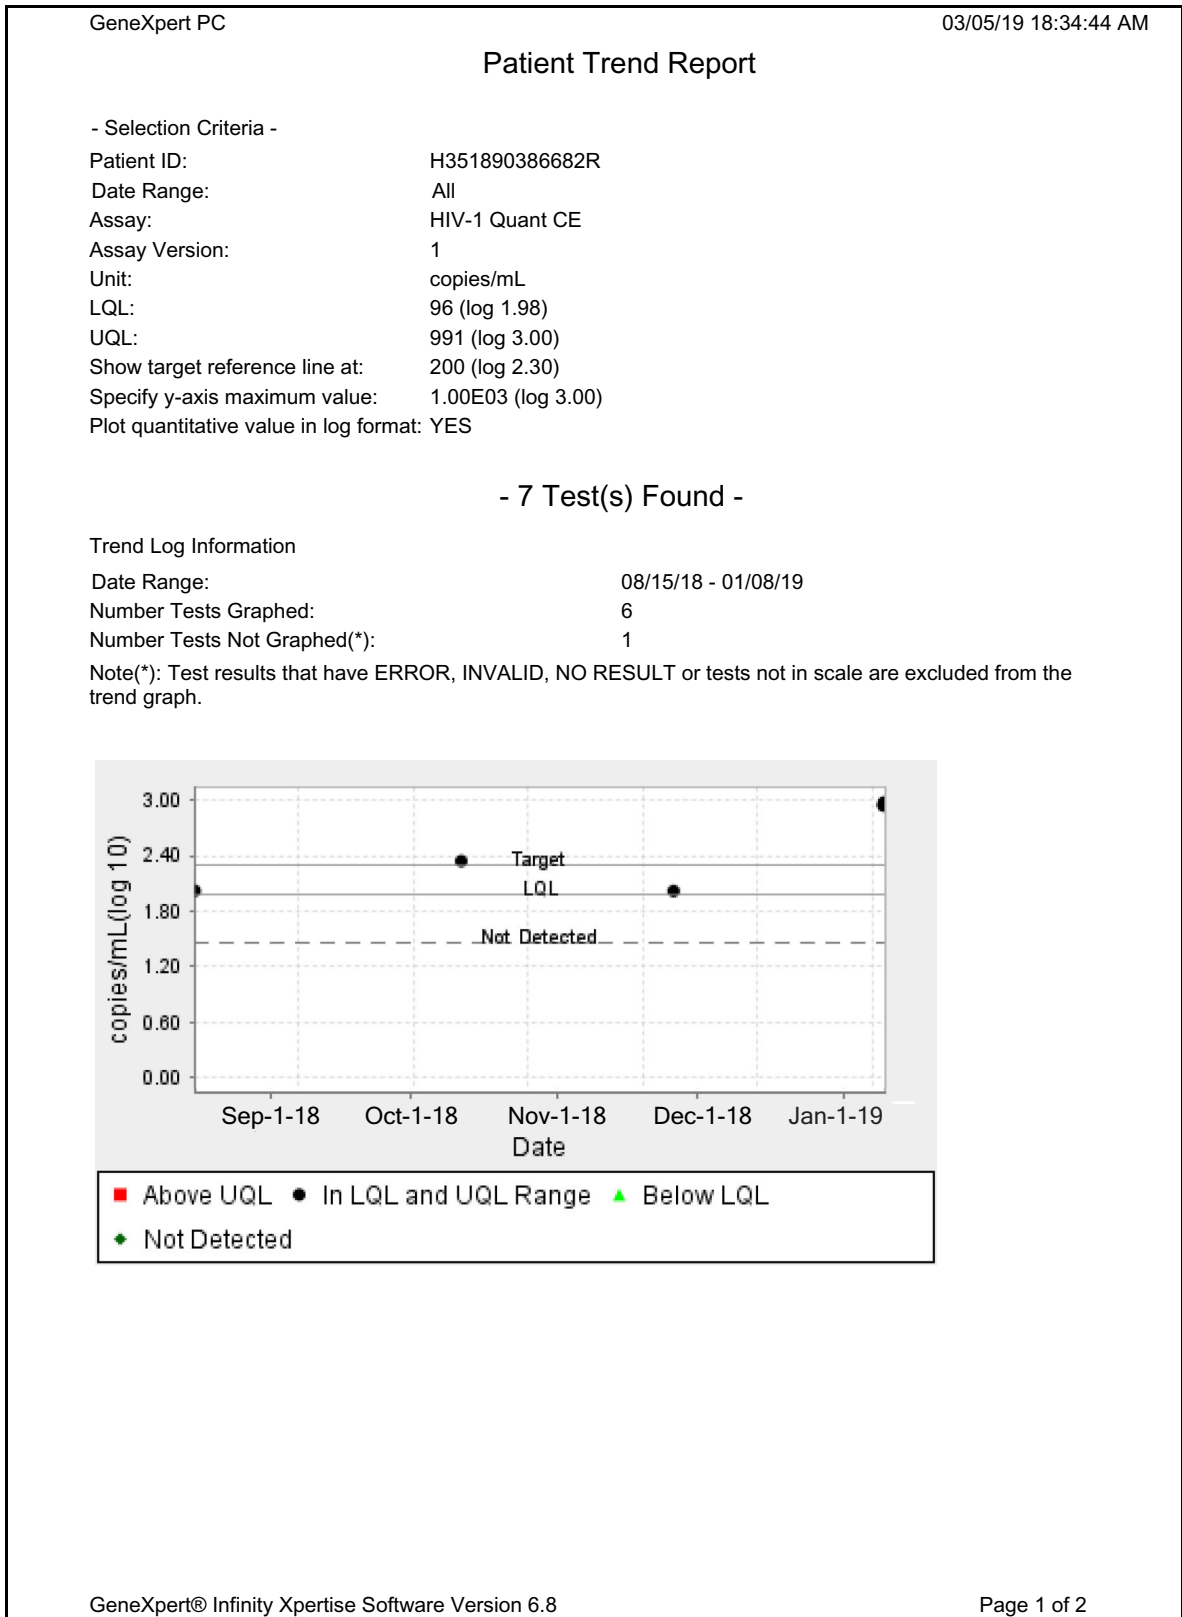 GeneXpert PC 03/05/19 18:34:44 AM
Patient Trend Report
- Selection Criteria -
Patient ID: H351890386682R
Date Range: All
Assay: HIV-1 Quant CE
Assay Version: 1
Unit: copies/mL
LQL: 96 (log 1.98)
UQL: 991 (log 3.00)
Show target reference line at: 200 (log 2.30)
Specify y-axis maximum value: 1.00E03 (log 3.00)
Plot quantitative value in log format: YES
- 7 Test(s) Found -
Trend Log Information
Date Range: 08/15/18 - 01/08/19
Number Tests Graphed: 6
Number Tests Not Graphed(*): 1
Note(*): Test results that have ERROR, INVALID, NO RESULT or tests not in scale are excluded from the
trend graph.
copies/mL(log 10)
3.00
2.40
1.80
1.20
0.60
0.00
Target
LQL
Not Detected
Sep-1-18 Oct-1-18 Nov-1-18 Dec-1-18 Jan-1-19
Date
Above UQL In LQL and UQL Range Below LQL
Not Detected
GeneXpert® Infinity Xpertise Software Version 6.8 Page 1 of 2